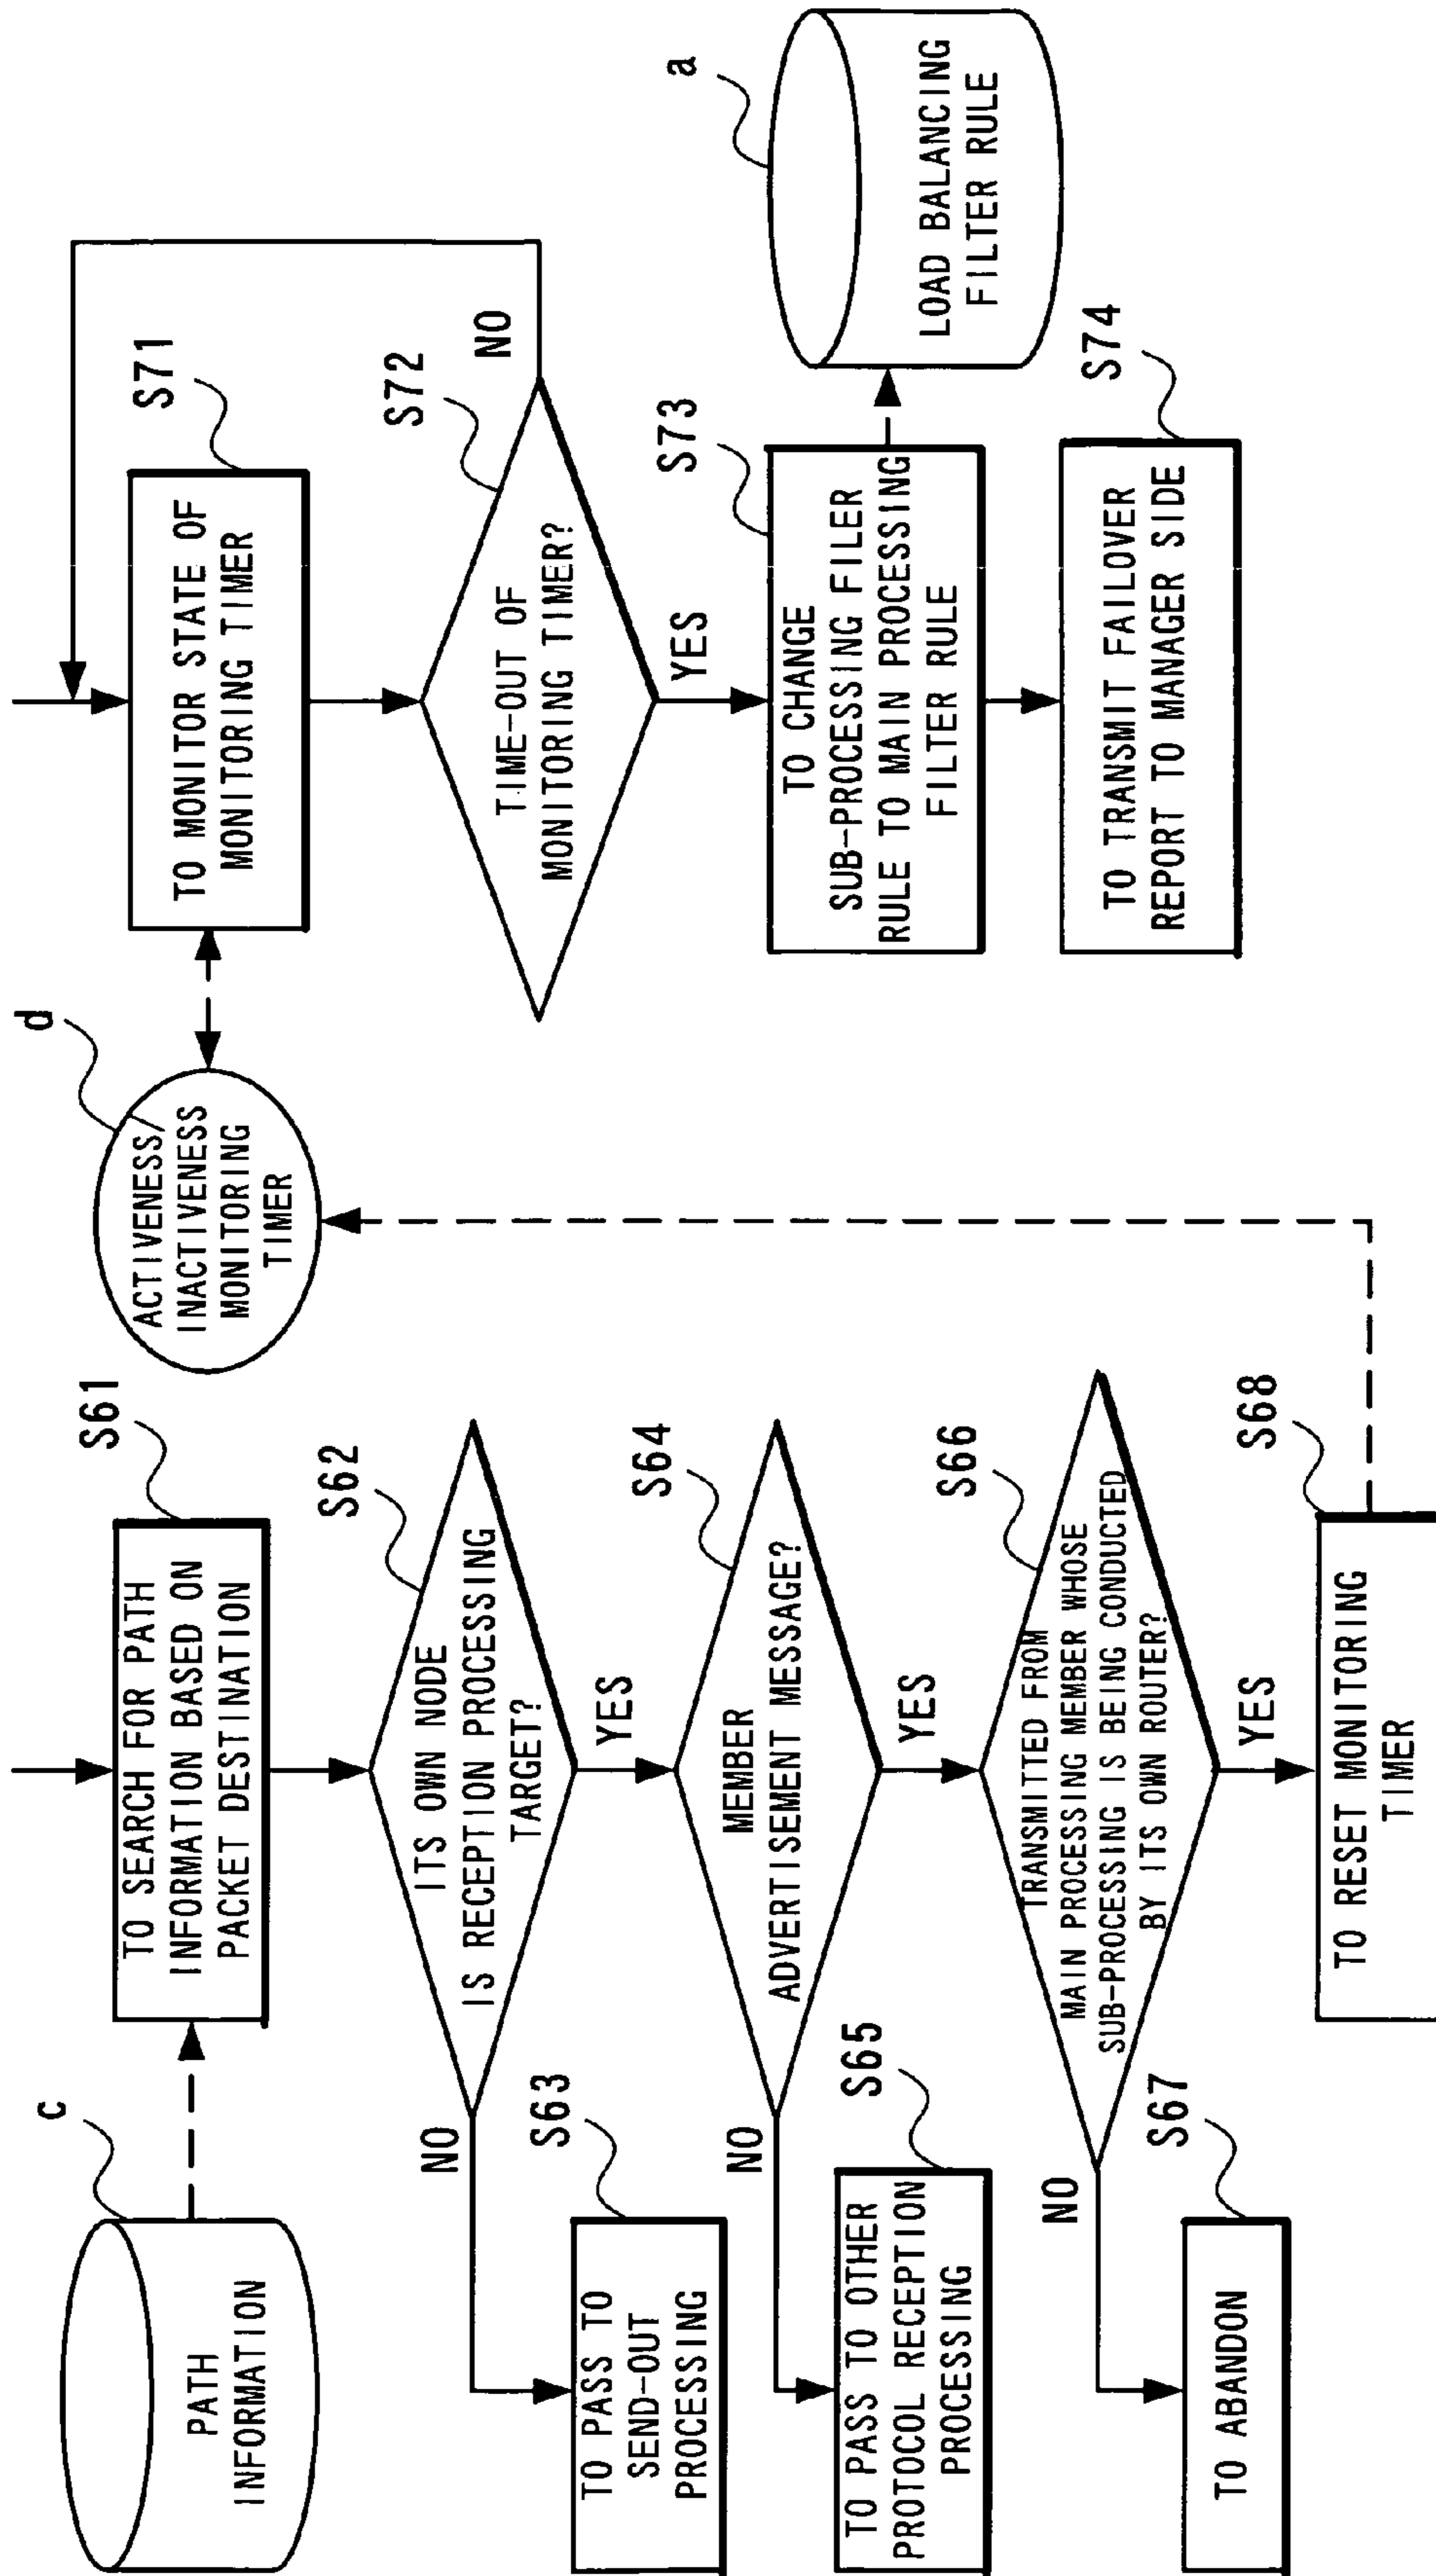 c
PATH
INFORMATION
S61
TO SEARCH FOR PATH
INFORMATION BASED ON
PACKET DESTINATION
S62
ITS OWN NODE
IS RECEPTION PROCESSING
TARGET?
NO
YES
S63
TO PASS TO
SEND-OUT
PROCESSING
S64
MEMBER
ADVERTISEMENT MESSAGE?
NO
YES
S65
TO PASS TO OTHER
PROTOCOL RECEPTION
PROCESSING
S66
TRANSMITTED FROM
MAIN PROCESSING MEMBER WHOSE
SUB-PROCESSING IS BEING CONDUCTED
BY ITS OWN ROUTER?
NO
YES
S67
TO ABANDON
S68
TO RESET MONITORING
TIMER
d
ACTIVENESS/
INACTIVENESS
MONITORING
TIMER
S71
TO MONITOR STATE OF
MONITORING TIMER
S72
TIME-OUT OF
MONITORING TIMER?
NO
YES
S73
TO CHANGE
SUB-PROCESSING FILER
RULE TO MAIN PROCESSING
FILTER RULE
a
LOAD BALANCING
FILTER RULE
S74
TO TRANSMIT FAILOVER
REPORT TO MANAGER SIDE